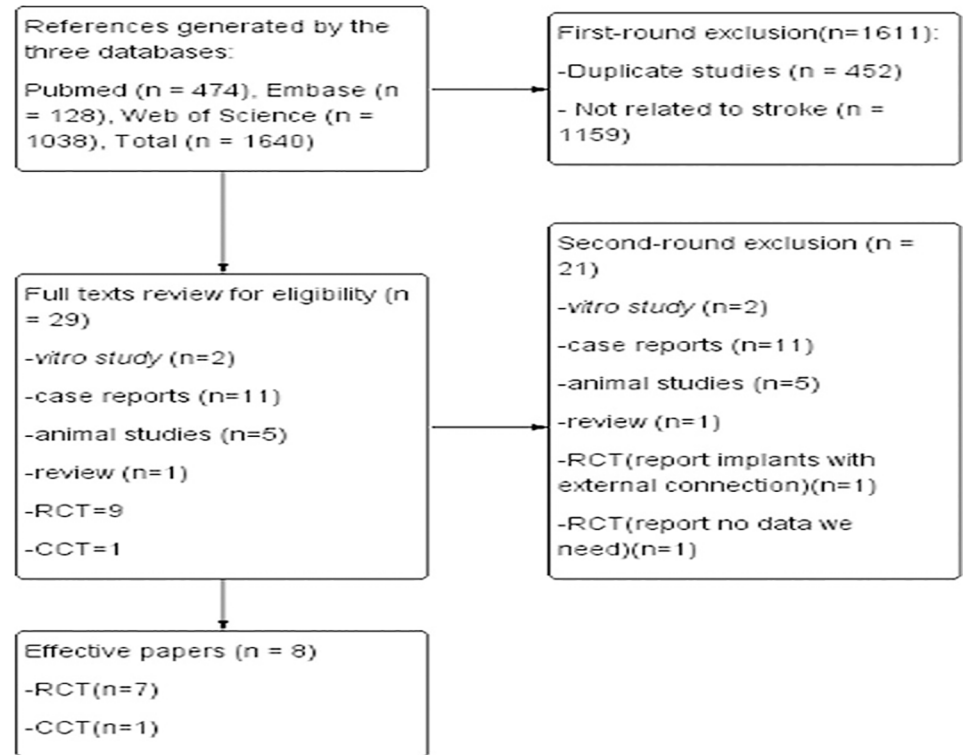 References generated by the
three databases:
Pubmed (n = 474), Embase (n
= 128), Web of Science (n =
1038), Total (n = 1640)
First-round exclusion(n=1611):
-Duplicate studies (n = 452)
- Not related to stroke (n =
1159)
Full texts review for eligibility (n
= 29)
-vitro study (n=2)
-case reports (n=11)
-animal studies (n=5)
-review (n=1)
-RCT=9
-CCT=1
Second-round exclusion (n =
21)
-vitro study (n=2)
-case reports (n=11)
-animal studies (n=5)
-review (n=1)
-RCT(report implants with
external connection)(n=1)
-RCT(report no data we
need)(n=1)
Effective papers (n = 8)
-RCT(n=7)
-CCT(n=1)